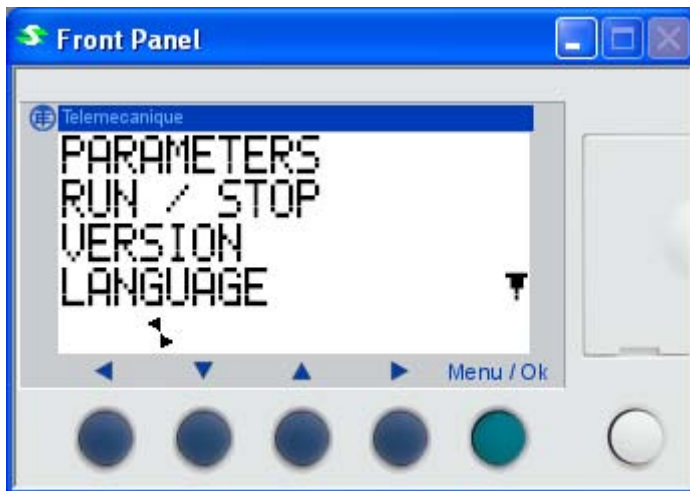 Front Panel
Telemecanique
PARAMETERS
RUN / STOP
VERSION
LANGUAGE
Menu / Ok